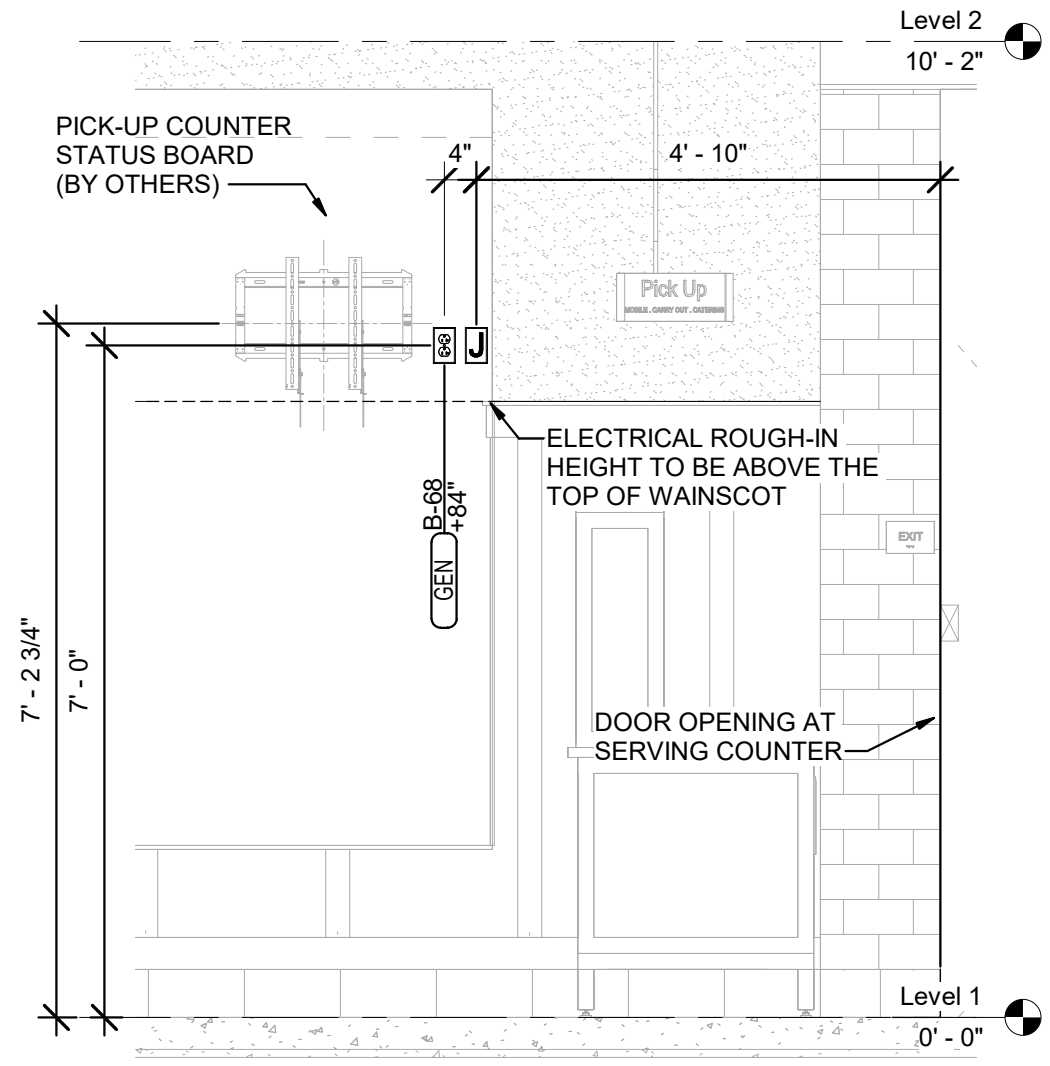 Level 2
10' - 2"
PICK-UP COUNTER
STATUS BOARD
(BY OTHERS)
4"
4' - 10"
Pick Up
MOBILE . CARRY OUT . CATERING
J
ELECTRICAL ROUGH-IN
HEIGHT TO BE ABOVE THE
TOP OF WAINSCOT
B-68
+84"
GEN
EXIT
7' - 2 3/4"
7' - 0"
DOOR OPENING AT
SERVING COUNTER
Level 1
0' - 0"